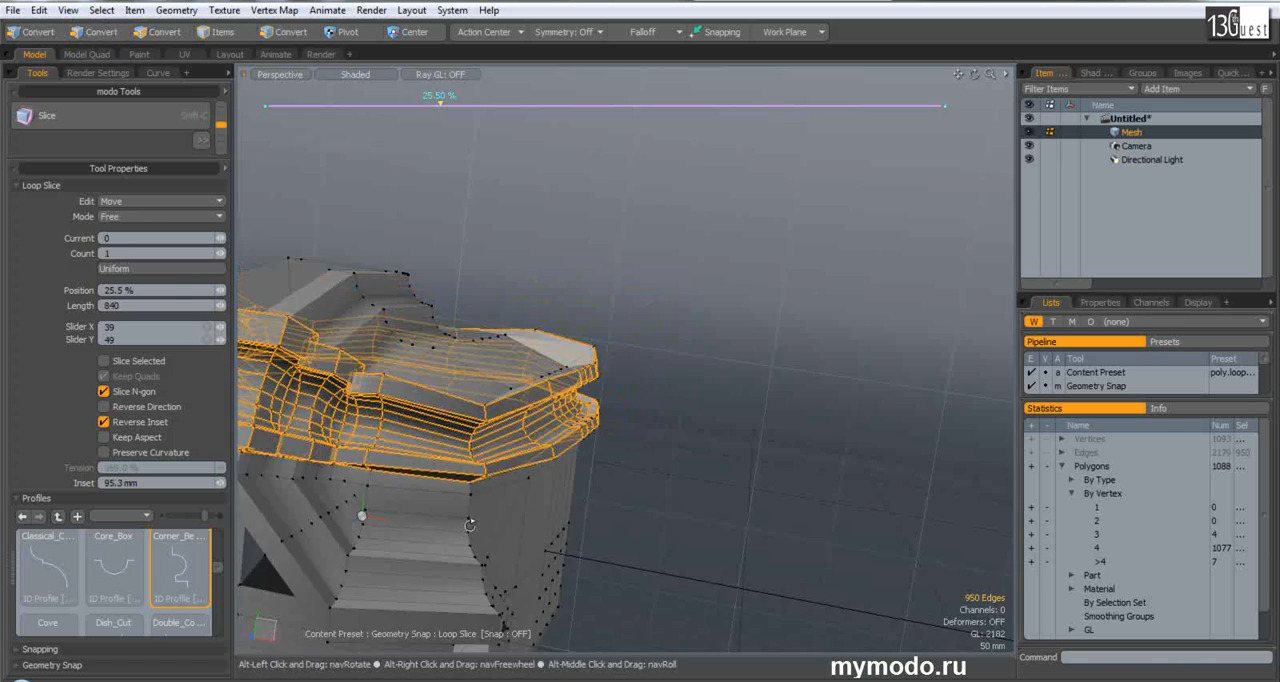 File Edit View Select Item Geometry Texture Vertex Map Animate Render Layout System Help
13th Guest
Convert Convert Convert Items Convert Pivot Center Action Center Symmetry: Off Falloff Snapping Work Plane
Model Model Quad Paint UV Layout Animate Render +
Tools Render Settings Curve +
modo Tools
Slice
>>
Tool Properties
Loop Slice
Edit Move
Mode Free
Current 0
Count 1
Uniform
Position 25.5 %
Length 840
Slider X 39
Slider Y 49
Slice Selected
Keep Quads
Slice N-gon
Reverse Direction
Reverse Inset
Keep Aspect
Preserve Curvature
Tension
Inset 95.3 mm
Profiles
Classical_C... Core_Box Corner_Be...
1D Profile [... 1D Profile [... 1D Profile [...
Cove Dish_Cut Double_Co...
Snapping
Geometry Snap
Perspective Shaded Ray GL: OFF
25.50 %
950 Edges
Channels: 0
Deformers: OFF
GL: 2182
50 mm
Content Preset : Geometry Snap : Loop Slice [Snap : OFF]
Alt-Left Click and Drag: navRotate ● Alt-Right Click and Drag: navFreewheel ● Alt-Middle Click and Drag: navRoll
mymodo.ru
Item ... Shad ... Groups Images Quick... +
Filter Items Add Item F
Name
Untitled*
Mesh
Camera
Directional Light
Lists Properties Channels Display +
W T M O (none)
Pipeline Presets
E V A Tool Preset
a Content Preset poly.loop...
m Geometry Snap
Statistics Info
+ - Name Num Sel
+ - Vertices 1093 ...
+ - Edges 2179 950
+ - Polygons 1088 ...
By Type
By Vertex
+ - 1 0 ...
+ - 2 0 ...
+ - 3 4 ...
+ - 4 1077 ...
+ - >4 7 ...
Part
Material
By Selection Set
Smoothing Groups
GL
Command